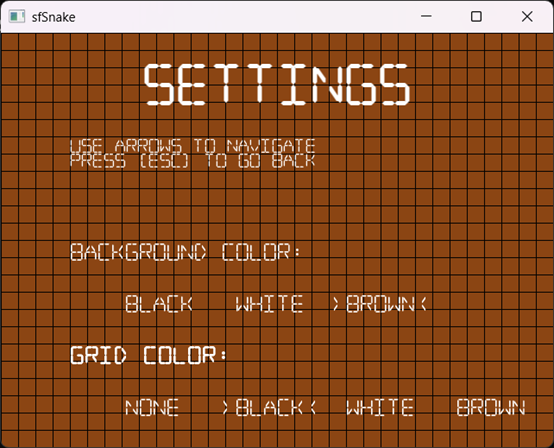 sfSnake
SETTINGS
USE ARROWS TO NAVIGATE
PRESS (ESC) TO GO BACK
BACKGROUND COLOR:
BLACK WHITE >BROWN<
GRID COLOR:
NONE >BLACK< WHITE BROWN